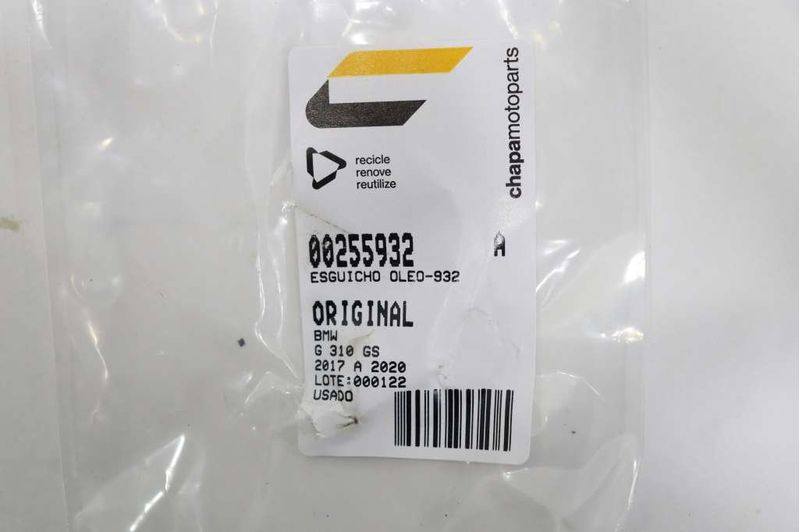 chapamotoparts
recicle
renove
reutilize
00255932 A
ESGUICHO OLEO-932
ORIGINAL
BMW
G 310 GS
2017 A 2020
LOTE:000122
USADO